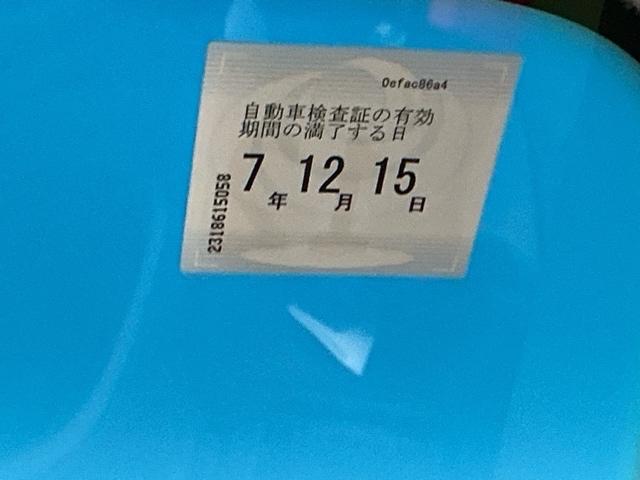 0efac86a4
自動車検査証の有効
期間の満了する日
7年 12月 15日
2318615058